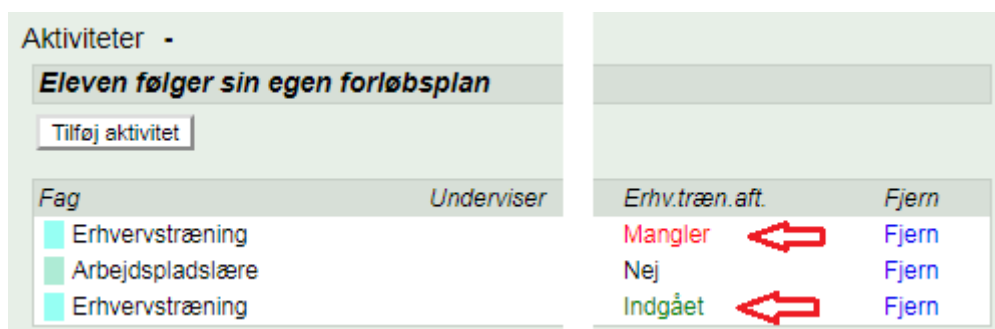 Aktiviteter -
Eleven følger sin egen forløbsplan
Tilføj aktivitet
Fag Underviser Erhv.træn.aft. Fjern
Erhvervstræning Mangler Fjern
Arbejdspladslære Nej Fjern
Erhvervstræning Indgået Fjern